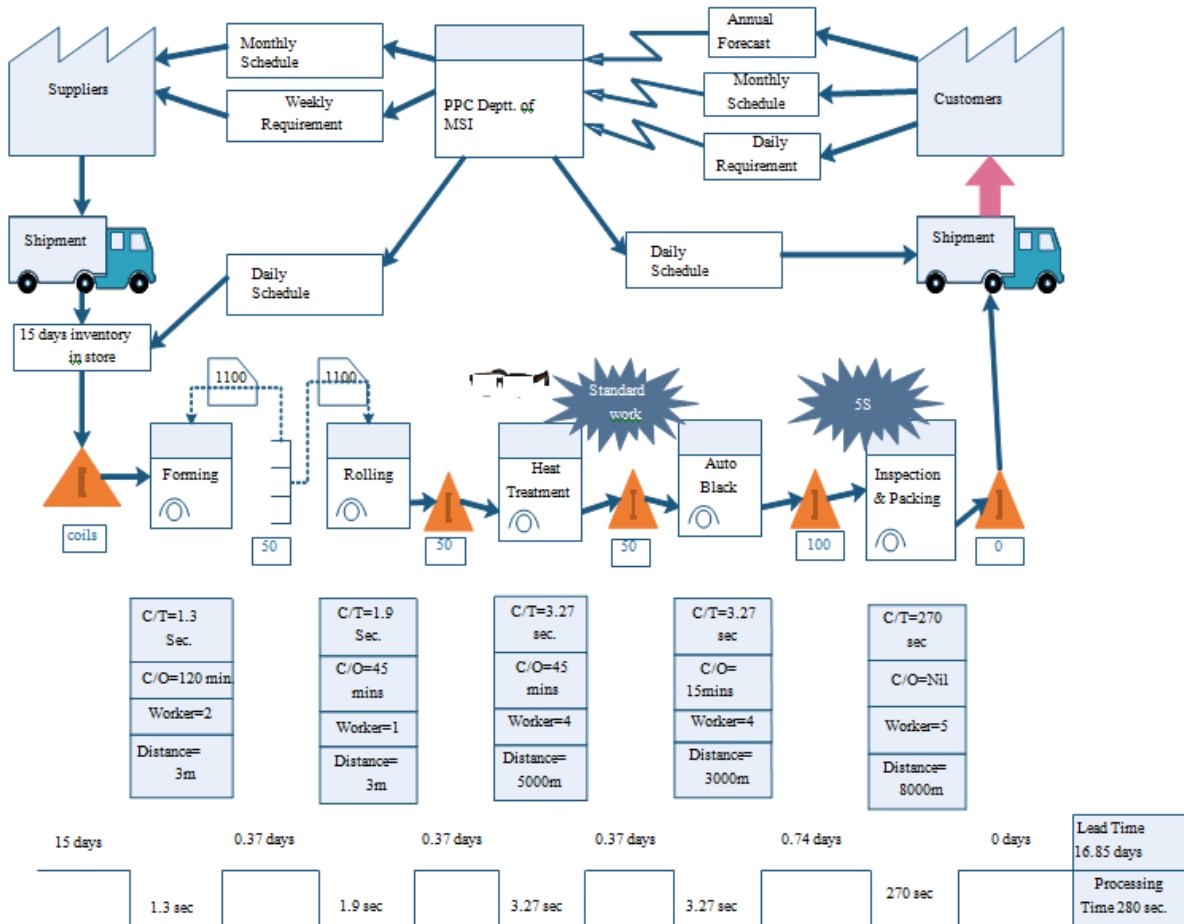 Suppliers
Monthly
Schedule
Weekly
Requirement
PPC Deptt. of
MSI
Annual
Forecast
Monthly
Schedule
Daily
Requirement
Customers
Shipment
Daily
Schedule
Daily
Schedule
Shipment
15 days inventory
in store
1100
1100
Standard
work
5S
Forming
Rolling
Heat
Treatment
Auto
Black
Inspection
& Packing
I
I
I
I
I
coils
50
50
50
100
0
C/T=1.3
Sec.
C/O=120 min.
Worker=2
Distance=
3m
C/T=1.9
Sec.
C/O=45
mins
Worker=1
Distance=
3m
C/T=3.27
sec.
C/O=45
mins
Worker=4
Distance=
5000m
C/T=3.27
sec
C/O=
15mins
Worker=4
Distance=
3000m
C/T=270
sec
C/O=Nil
Worker=5
Distance=
8000m
15 days
0.37 days
0.37 days
0.37 days
0.74 days
0 days
Lead Time
16.85 days
1.3 sec
1.9 sec
3.27 sec
3.27 sec
270 sec
Processing
Time 280 sec.